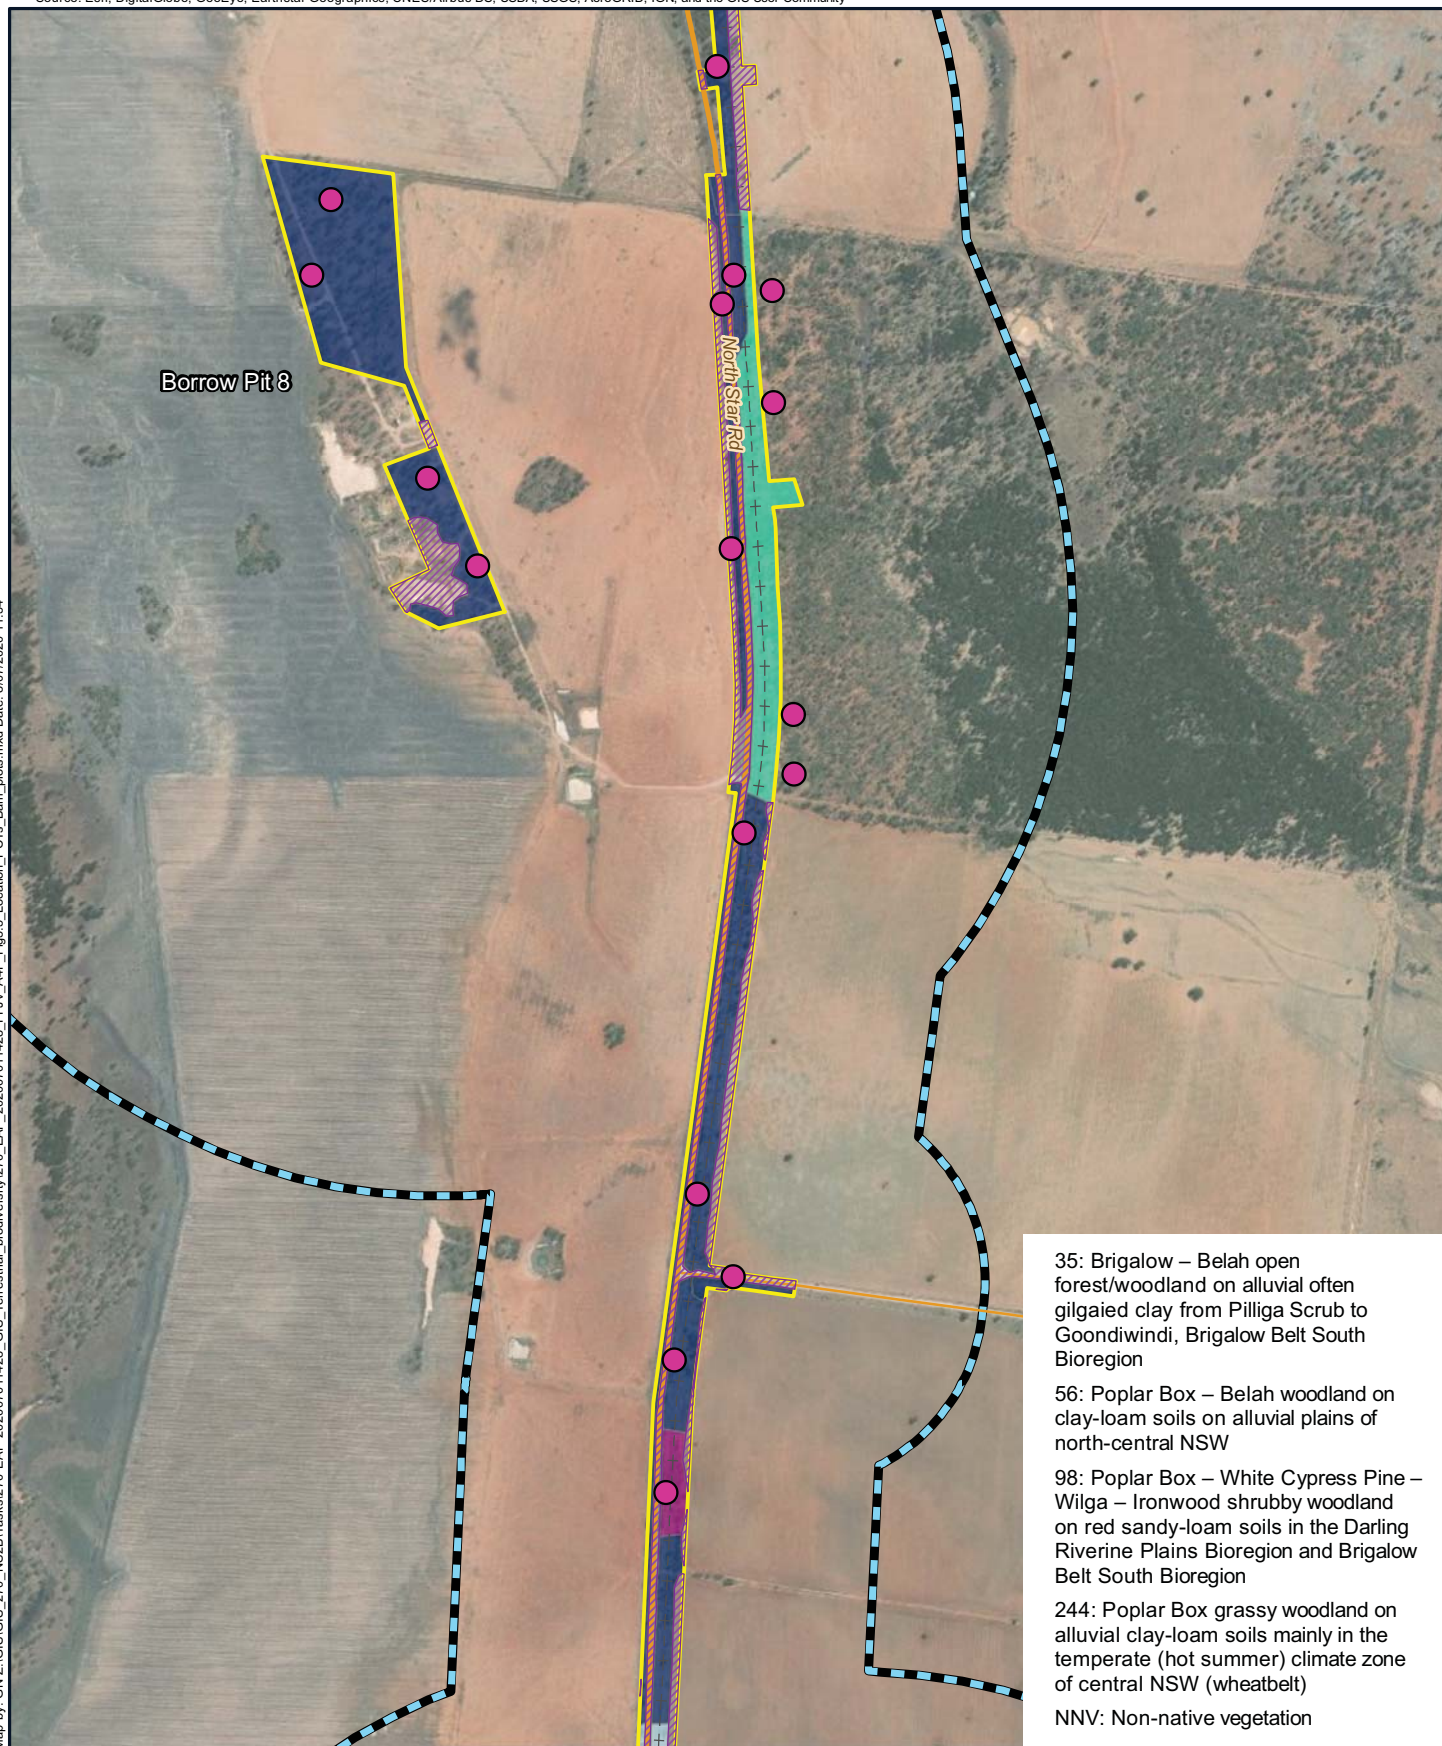 Borrow Pit 8
North Star Rd
35: Brigalow – Belah open
forest/woodland on alluvial often
gilgaied clay from Pilliga Scrub to
Goondiwindi, Brigalow Belt South
Bioregion
56: Poplar Box – Belah woodland on
clay-loam soils on alluvial plains of
north-central NSW
98: Poplar Box – White Cypress Pine –
Wilga – Ironwood shrubby woodland
on red sandy-loam soils in the Darling
Riverine Plains Bioregion and Brigalow
Belt South Bioregion
244: Poplar Box grassy woodland on
alluvial clay-loam soils mainly in the
temperate (hot summer) climate zone
of central NSW (wheatbelt)
NNV: Non-native vegetation